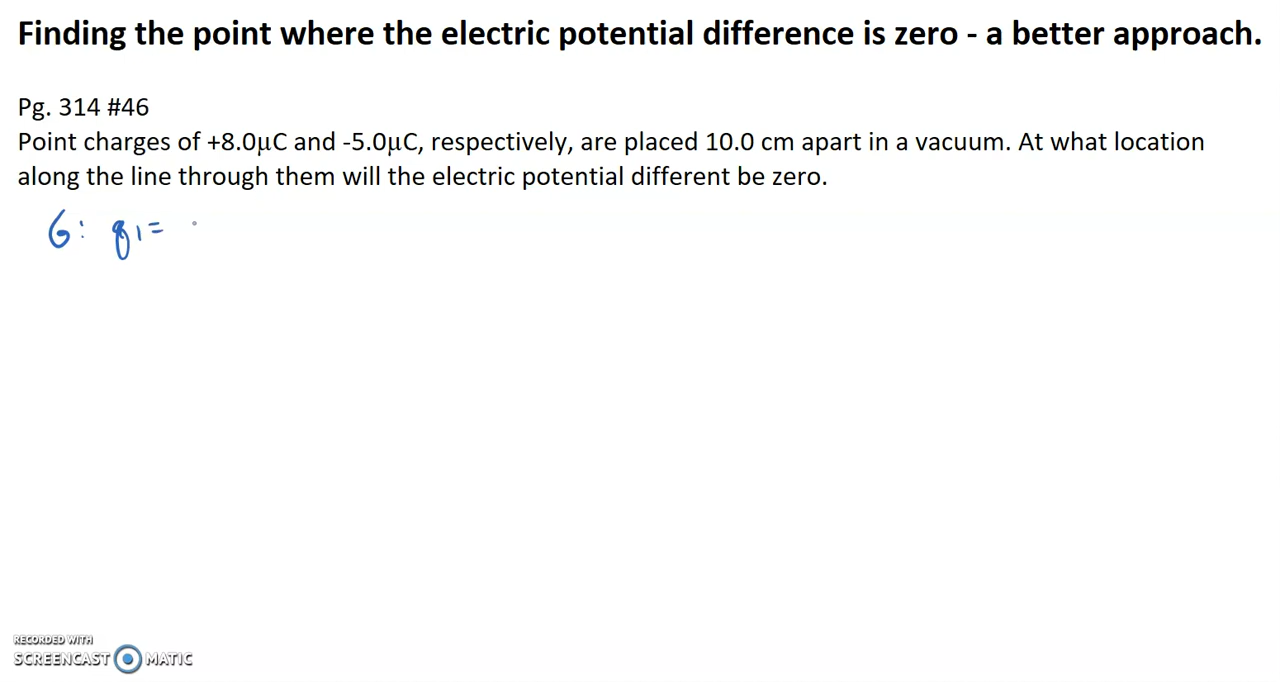 Finding the point where the electric potential difference is zero - a better approach.
Pg. 314 #46
Point charges of +8.0μC and -5.0μC, respectively, are placed 10.0 cm apart in a vacuum. At what location
along the line through them will the electric potential different be zero.
G: q1=
RECORDED WITH
SCREENCAST MATIC